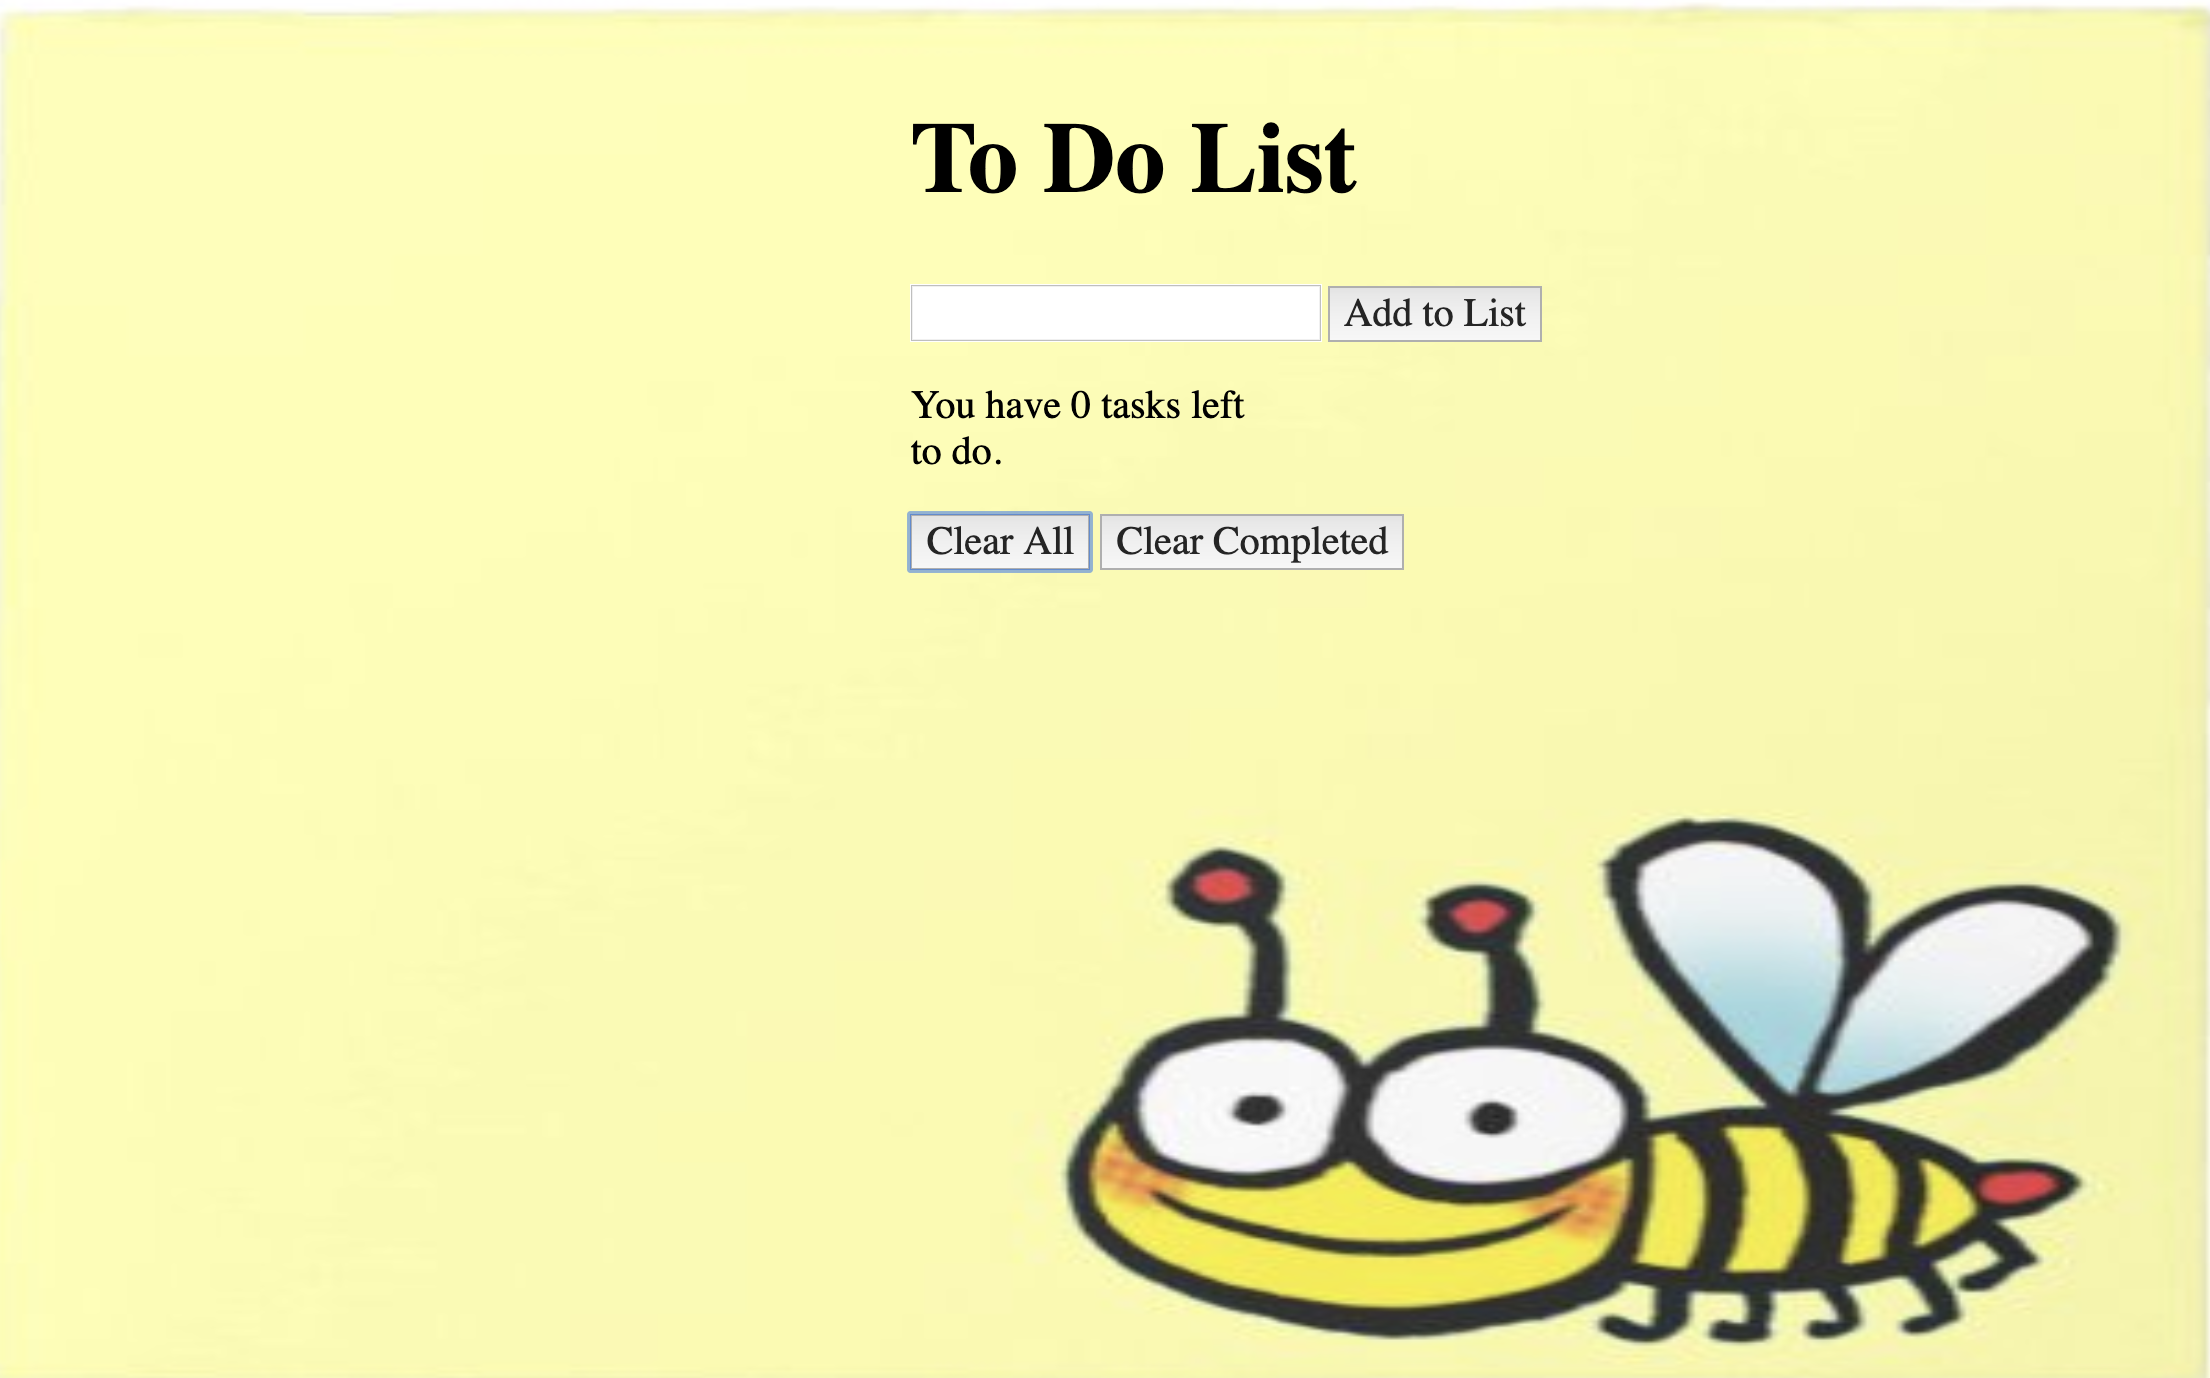 To Do List
Add to List
You have 0 tasks left
to do.
Clear All Clear Completed